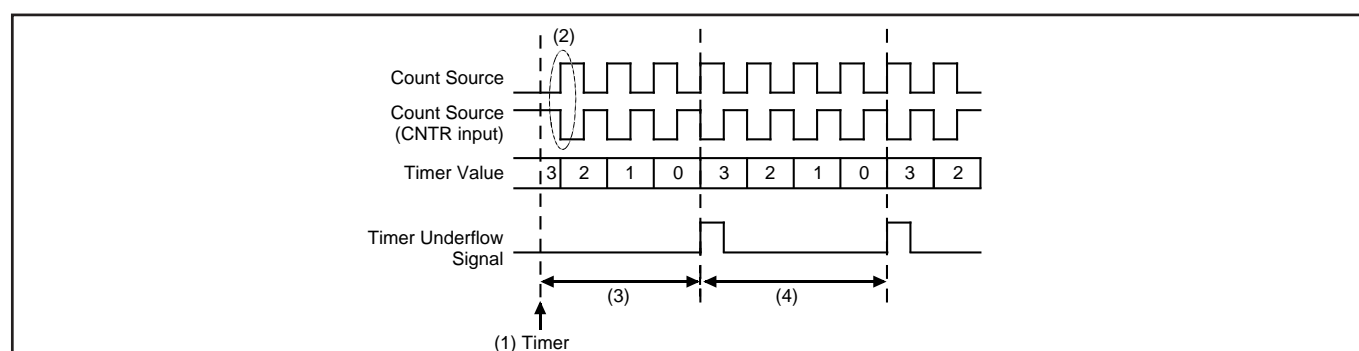 (2)
Count Source
Count Source
(CNTR input)
Timer Value
3 2 1 0 3 2 1 0 3 2
Timer Underflow
Signal
(3)
(4)
(1) Timer